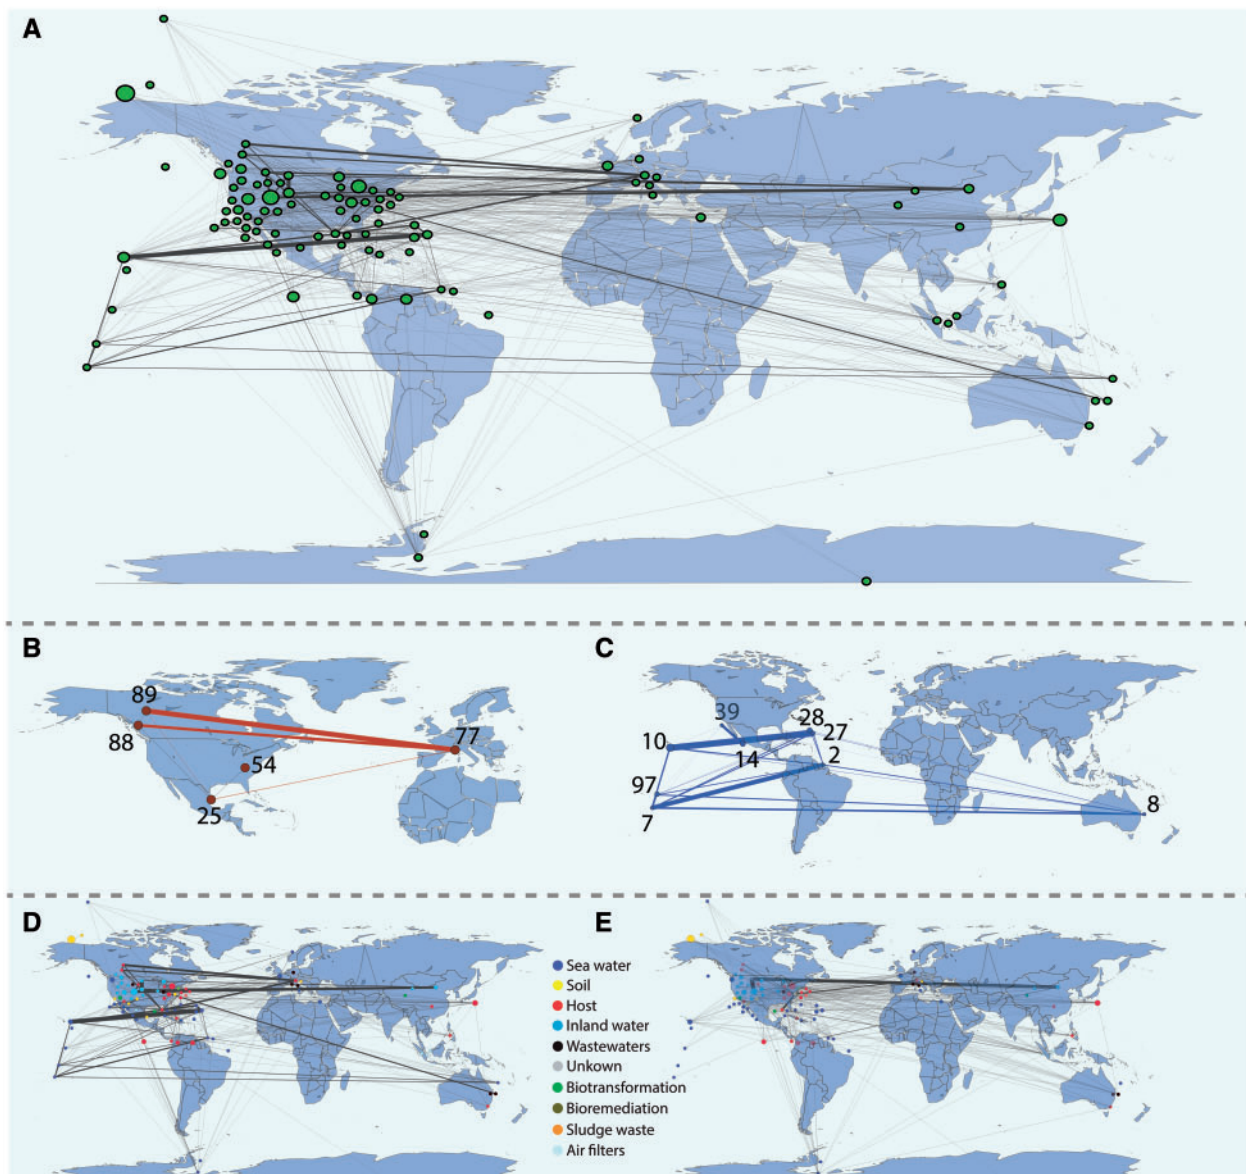 A
B
89
88
77
54
25
C
39
28
27
10
14
2
97
7
8
D
E
Sea water
Soil
Host
Inland water
Wastewaters
Unkown
Biotransformation
Bioremediation
Sludge waste
Air filters